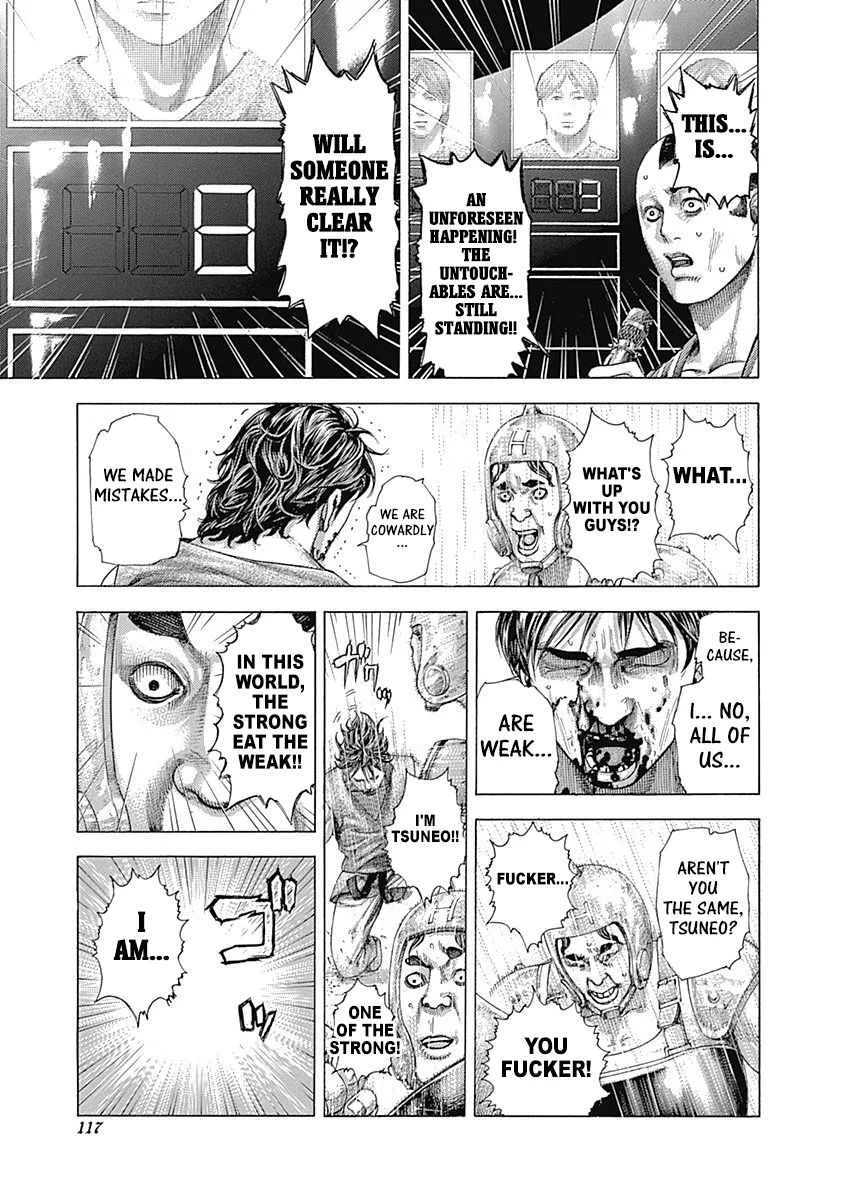 THIS...
IS...
AN
UNFORESEEN
HAPPENING!
THE
UNTOUCH-
ABLES ARE...
STILL
STANDING!!
WILL
SOMEONE
REALLY
CLEAR
IT!?
WHAT...
WHAT'S
UP
WITH YOU
GUYS!?
H
WE ARE
COWARDLY
...
WE MADE
MISTAKES...
BE-
CAUSE,
I... NO,
ALL OF
US...
ARE
WEAK...
AREN'T
YOU
THE SAME,
TSUNEO?
FUCKER...
H
YOU
FUCKER!
ゴゴ
I'M
TSUNEO!!
ONE
OF THE
STRONG!
IN THIS
WORLD,
THE
STRONG
EAT THE
WEAK!!
I
AM...
ゴ
117